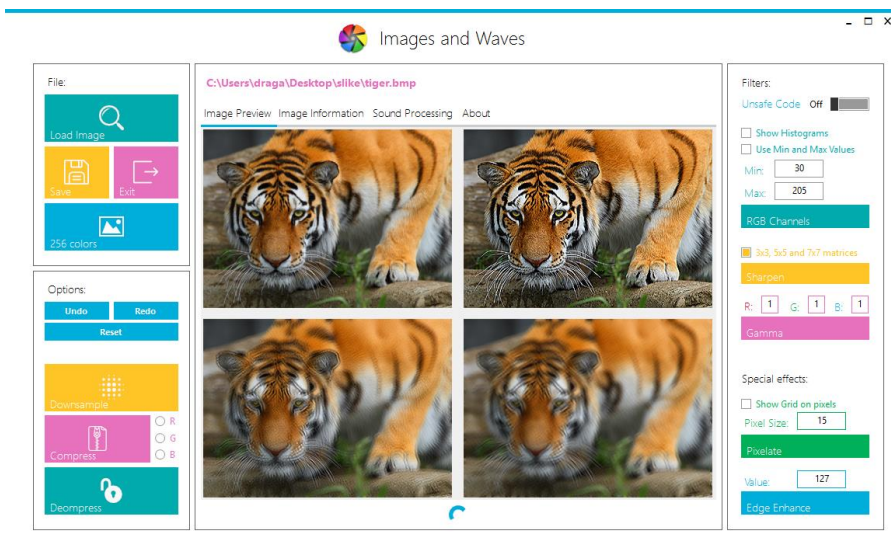 Images and Waves
File:
Load Image
Save
Exit
256 colors
Options:
Undo
Redo
Reset
Downsample
Compress
R
G
B
Deompress
C:\Users\draga\Desktop\slike\tiger.bmp
Image Preview Image Information Sound Processing About
Filters:
Unsafe Code Off
Show Histograms
Use Min and Max Values
Min: 30
Max: 205
RGB Channels
3x3, 5x5 and 7x7 matrices
Sharpen
R: 1 G: 1 B: 1
Gamma
Special effects:
Show Grid on pixels
Pixel Size: 15
Pixelate
Value: 127
Edge Enhance